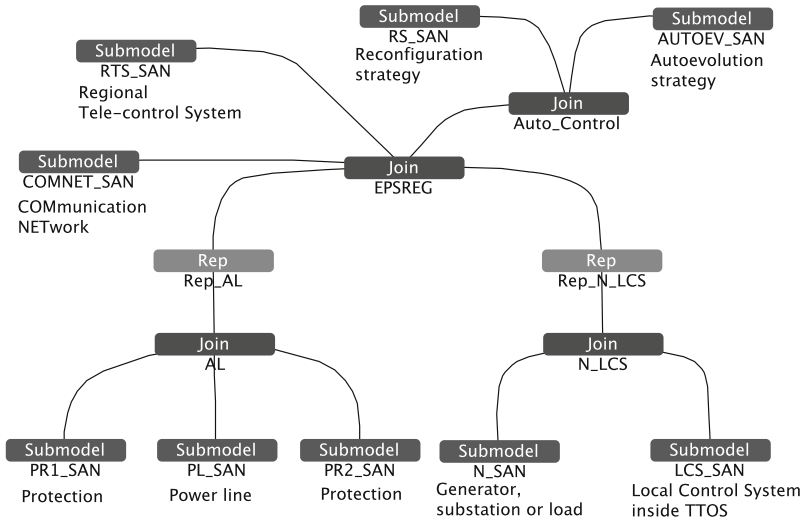 Submodel
RS_SAN
Reconfiguration
strategy
Submodel
AUTOEV_SAN
Autoevolution
strategy
Submodel
RTS_SAN
Regional
Tele-control System
Join
Auto_Control
Submodel
COMNET_SAN
COMmunication
NETwork
Join
EPSREG
Rep
Rep_AL
Rep
Rep_N_LCS
Join
AL
Join
N_LCS
Submodel
PR1_SAN
Protection
Submodel
PL_SAN
Power line
Submodel
PR2_SAN
Protection
Submodel
N_SAN
Generator,
substation or load
Submodel
LCS_SAN
Local Control System
inside TTOS